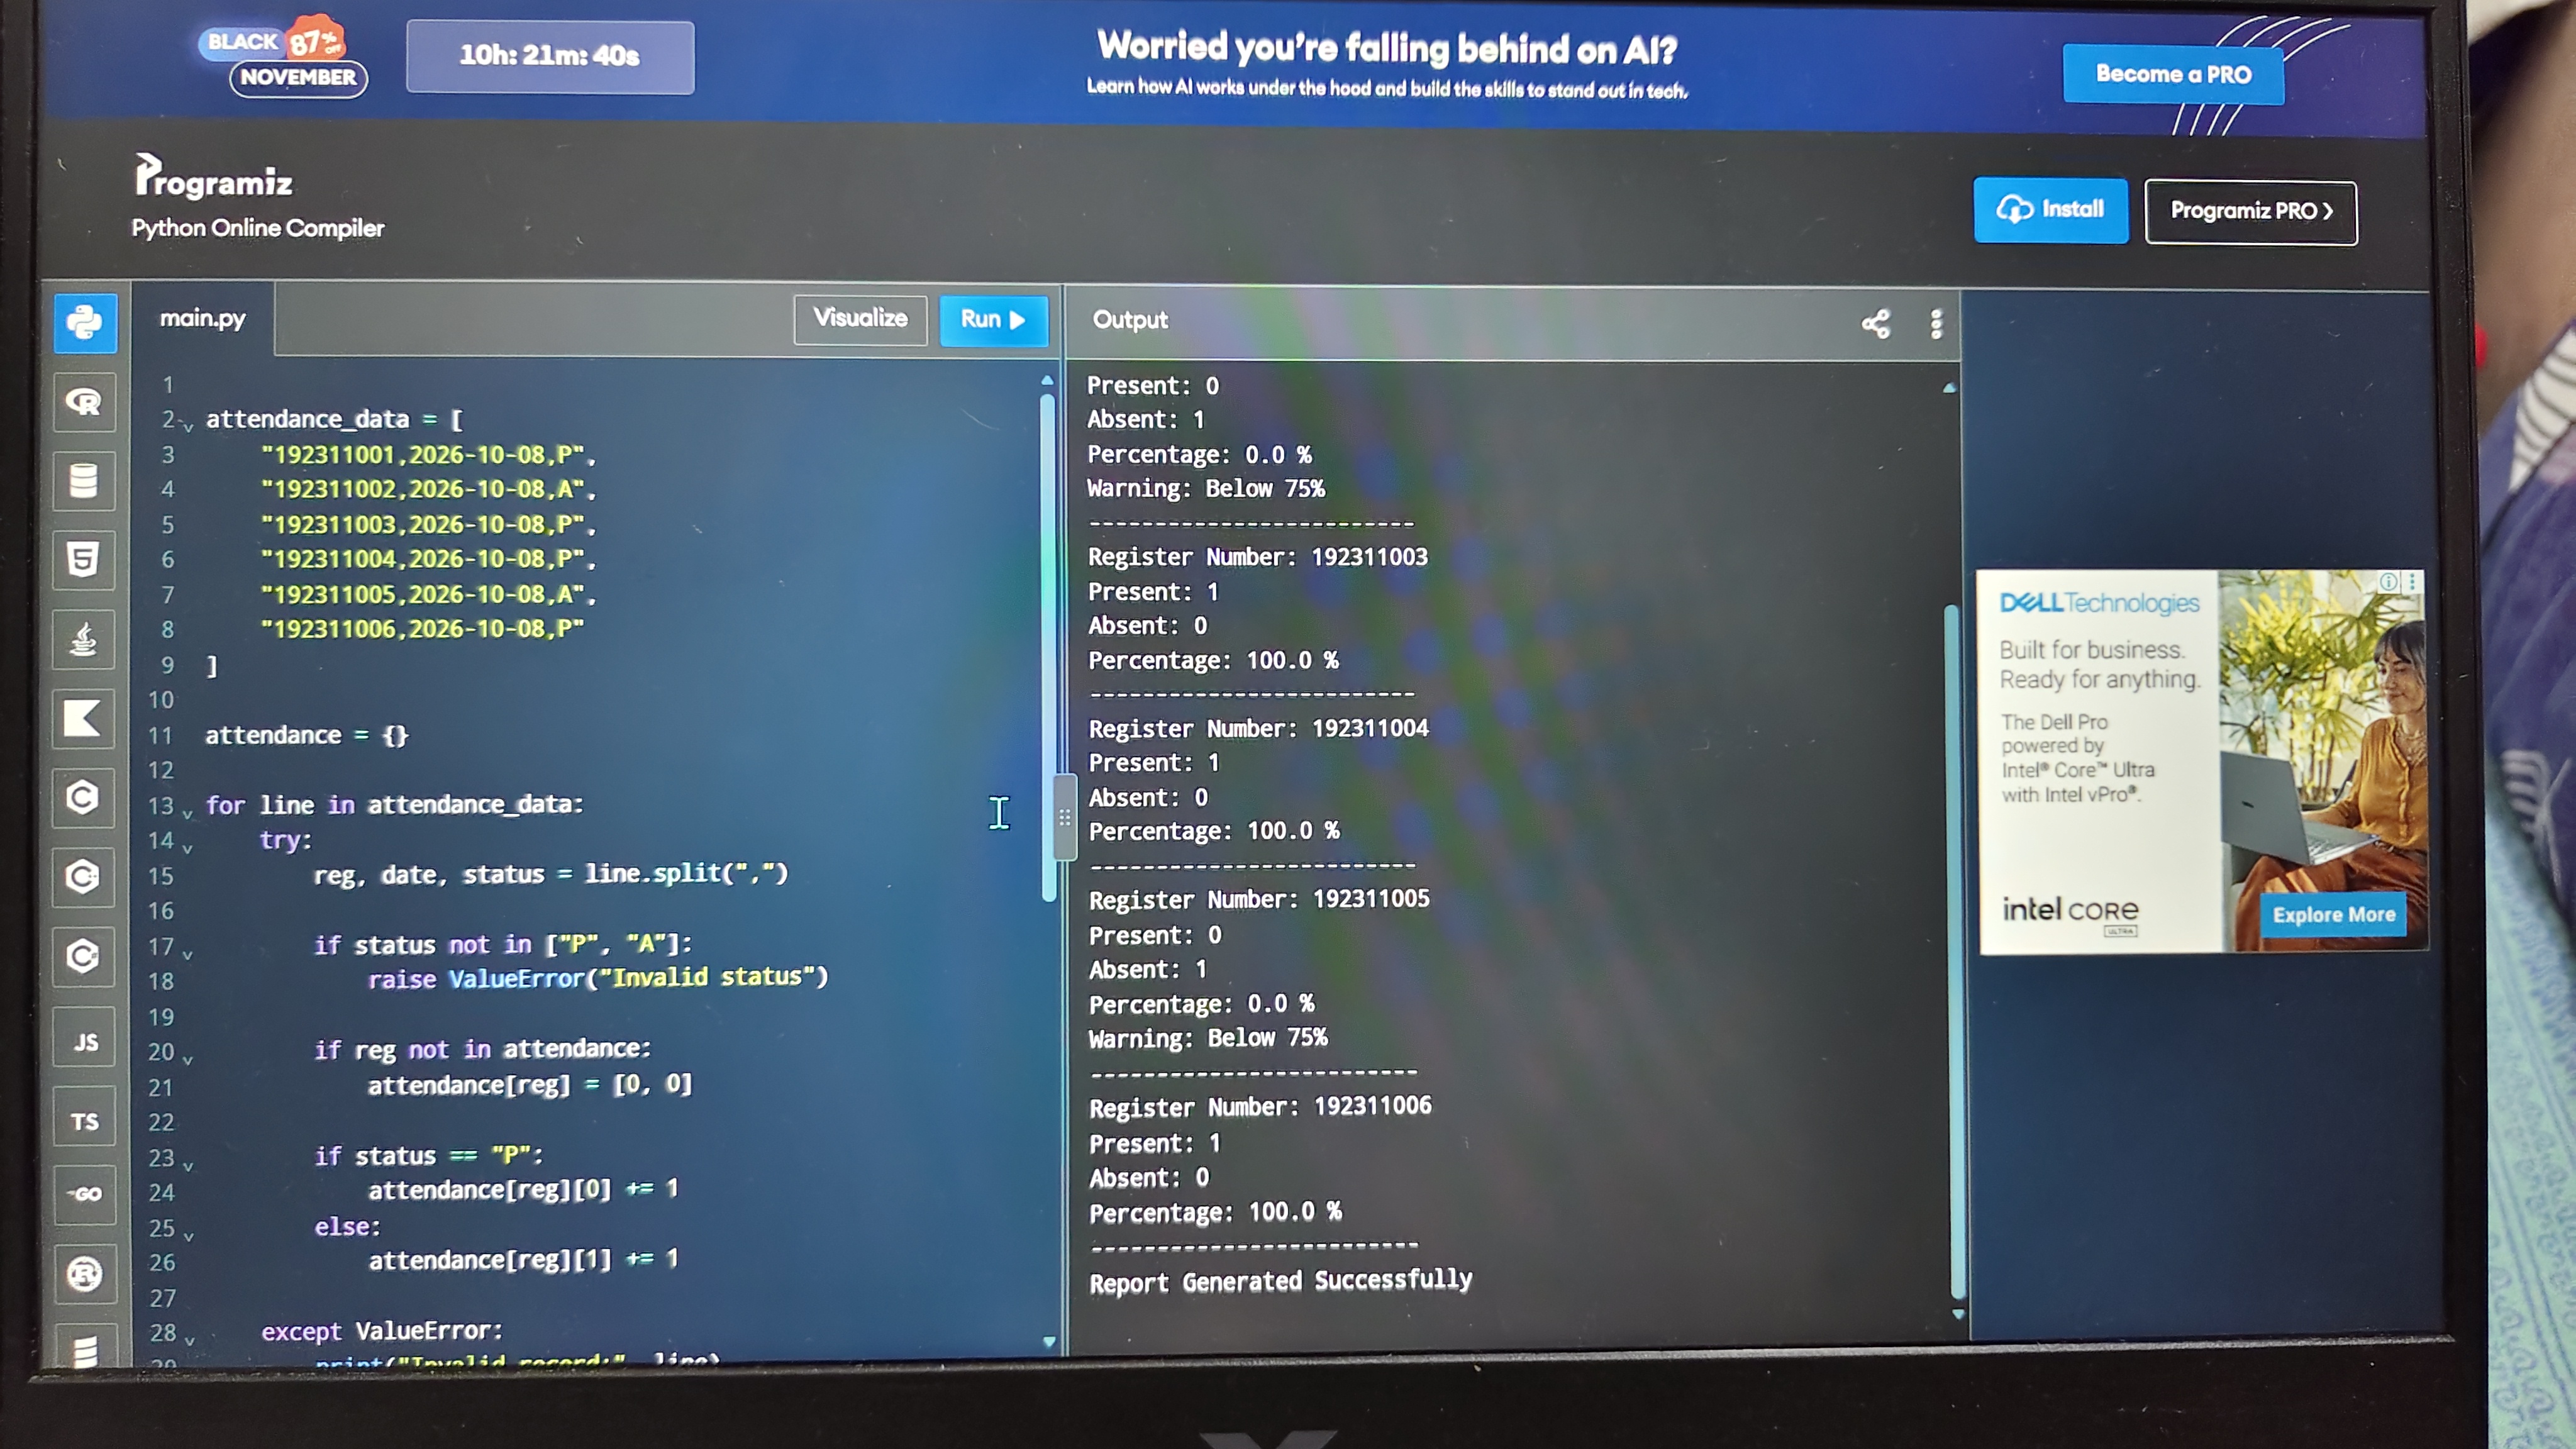 BLACK 87% OFF
NOVEMBER
10h: 21m: 40s
Worried you're falling behind on AI?
Learn how AI works under the hood and build the skills to stand out in tech.
Become a PRO
Programiz
Python Online Compiler
Install
Programiz PRO ❯
main.py
Visualize
Run
1
2 attendance_data = [
3     "192311001,2026-10-08,P",
4     "192311002,2026-10-08,A",
5     "192311003,2026-10-08,P",
6     "192311004,2026-10-08,P",
7     "192311005,2026-10-08,A",
8     "192311006,2026-10-08,P"
9 ]
10
11 attendance = {}
12
13 for line in attendance_data:
14     try:
15         reg, date, status = line.split(",")
16
17         if status not in ["P", "A"]:
18             raise ValueError("Invalid status")
19
20         if reg not in attendance:
21             attendance[reg] = [0, 0]
22
23         if status == "P":
24             attendance[reg][0] += 1
25         else:
26             attendance[reg][1] += 1
27
28     except ValueError:
29         print("Invalid record:", line)
Output
Present: 0
Absent: 1
Percentage: 0.0 %
Warning: Below 75%
-------------------------
Register Number: 192311003
Present: 1
Absent: 0
Percentage: 100.0 %
-------------------------
Register Number: 192311004
Present: 1
Absent: 0
Percentage: 100.0 %
-------------------------
Register Number: 192311005
Present: 0
Absent: 1
Percentage: 0.0 %
Warning: Below 75%
-------------------------
Register Number: 192311006
Present: 1
Absent: 0
Percentage: 100.0 %
-------------------------
Report Generated Successfully
R
5
C
C
C
JS
TS
GO
R
DELL Technologies
Built for business.
Ready for anything.
The Dell Pro
powered by
Intel® Core™ Ultra
with Intel vPro®.
intel CORE
ULTRA
Explore More